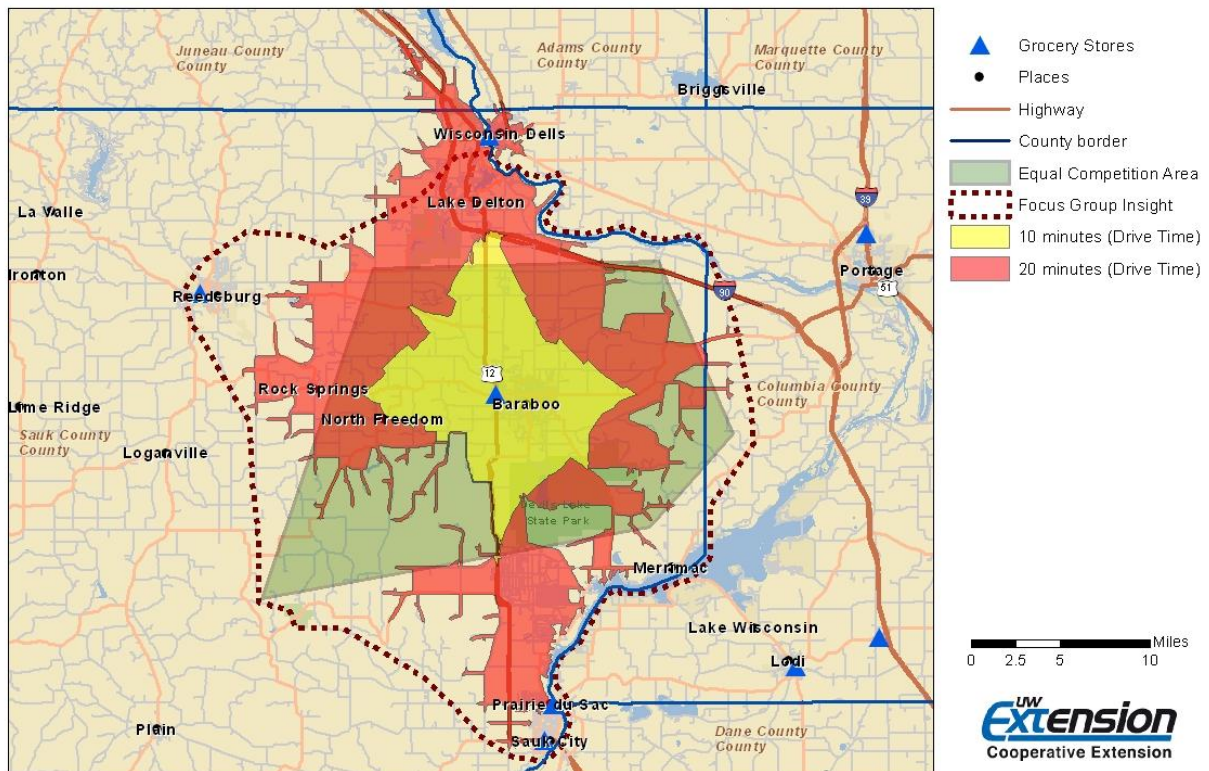 Juneau County
County
Adams County
County
Marquette County
County
Briggsville
Wisconsin Dells
La Valle
Lake Delton
39
Ironton
Reedsburg
Portage
51
90
12
Rock Springs
Baraboo
Columbia County
County
Lime Ridge
North Freedom
Sauk County
County
Loganville
Devils Lake
State Park
Merrimac
Lake Wisconsin
Lodi
Prairie du Sac
Plain
Sauk City
Dane County
County
Grocery Stores
Places
Highway
County border
Equal Competition Area
Focus Group Insight
10 minutes (Drive Time)
20 minutes (Drive Time)
Miles
0 2.5 5 10
UW
Extension
Cooperative Extension